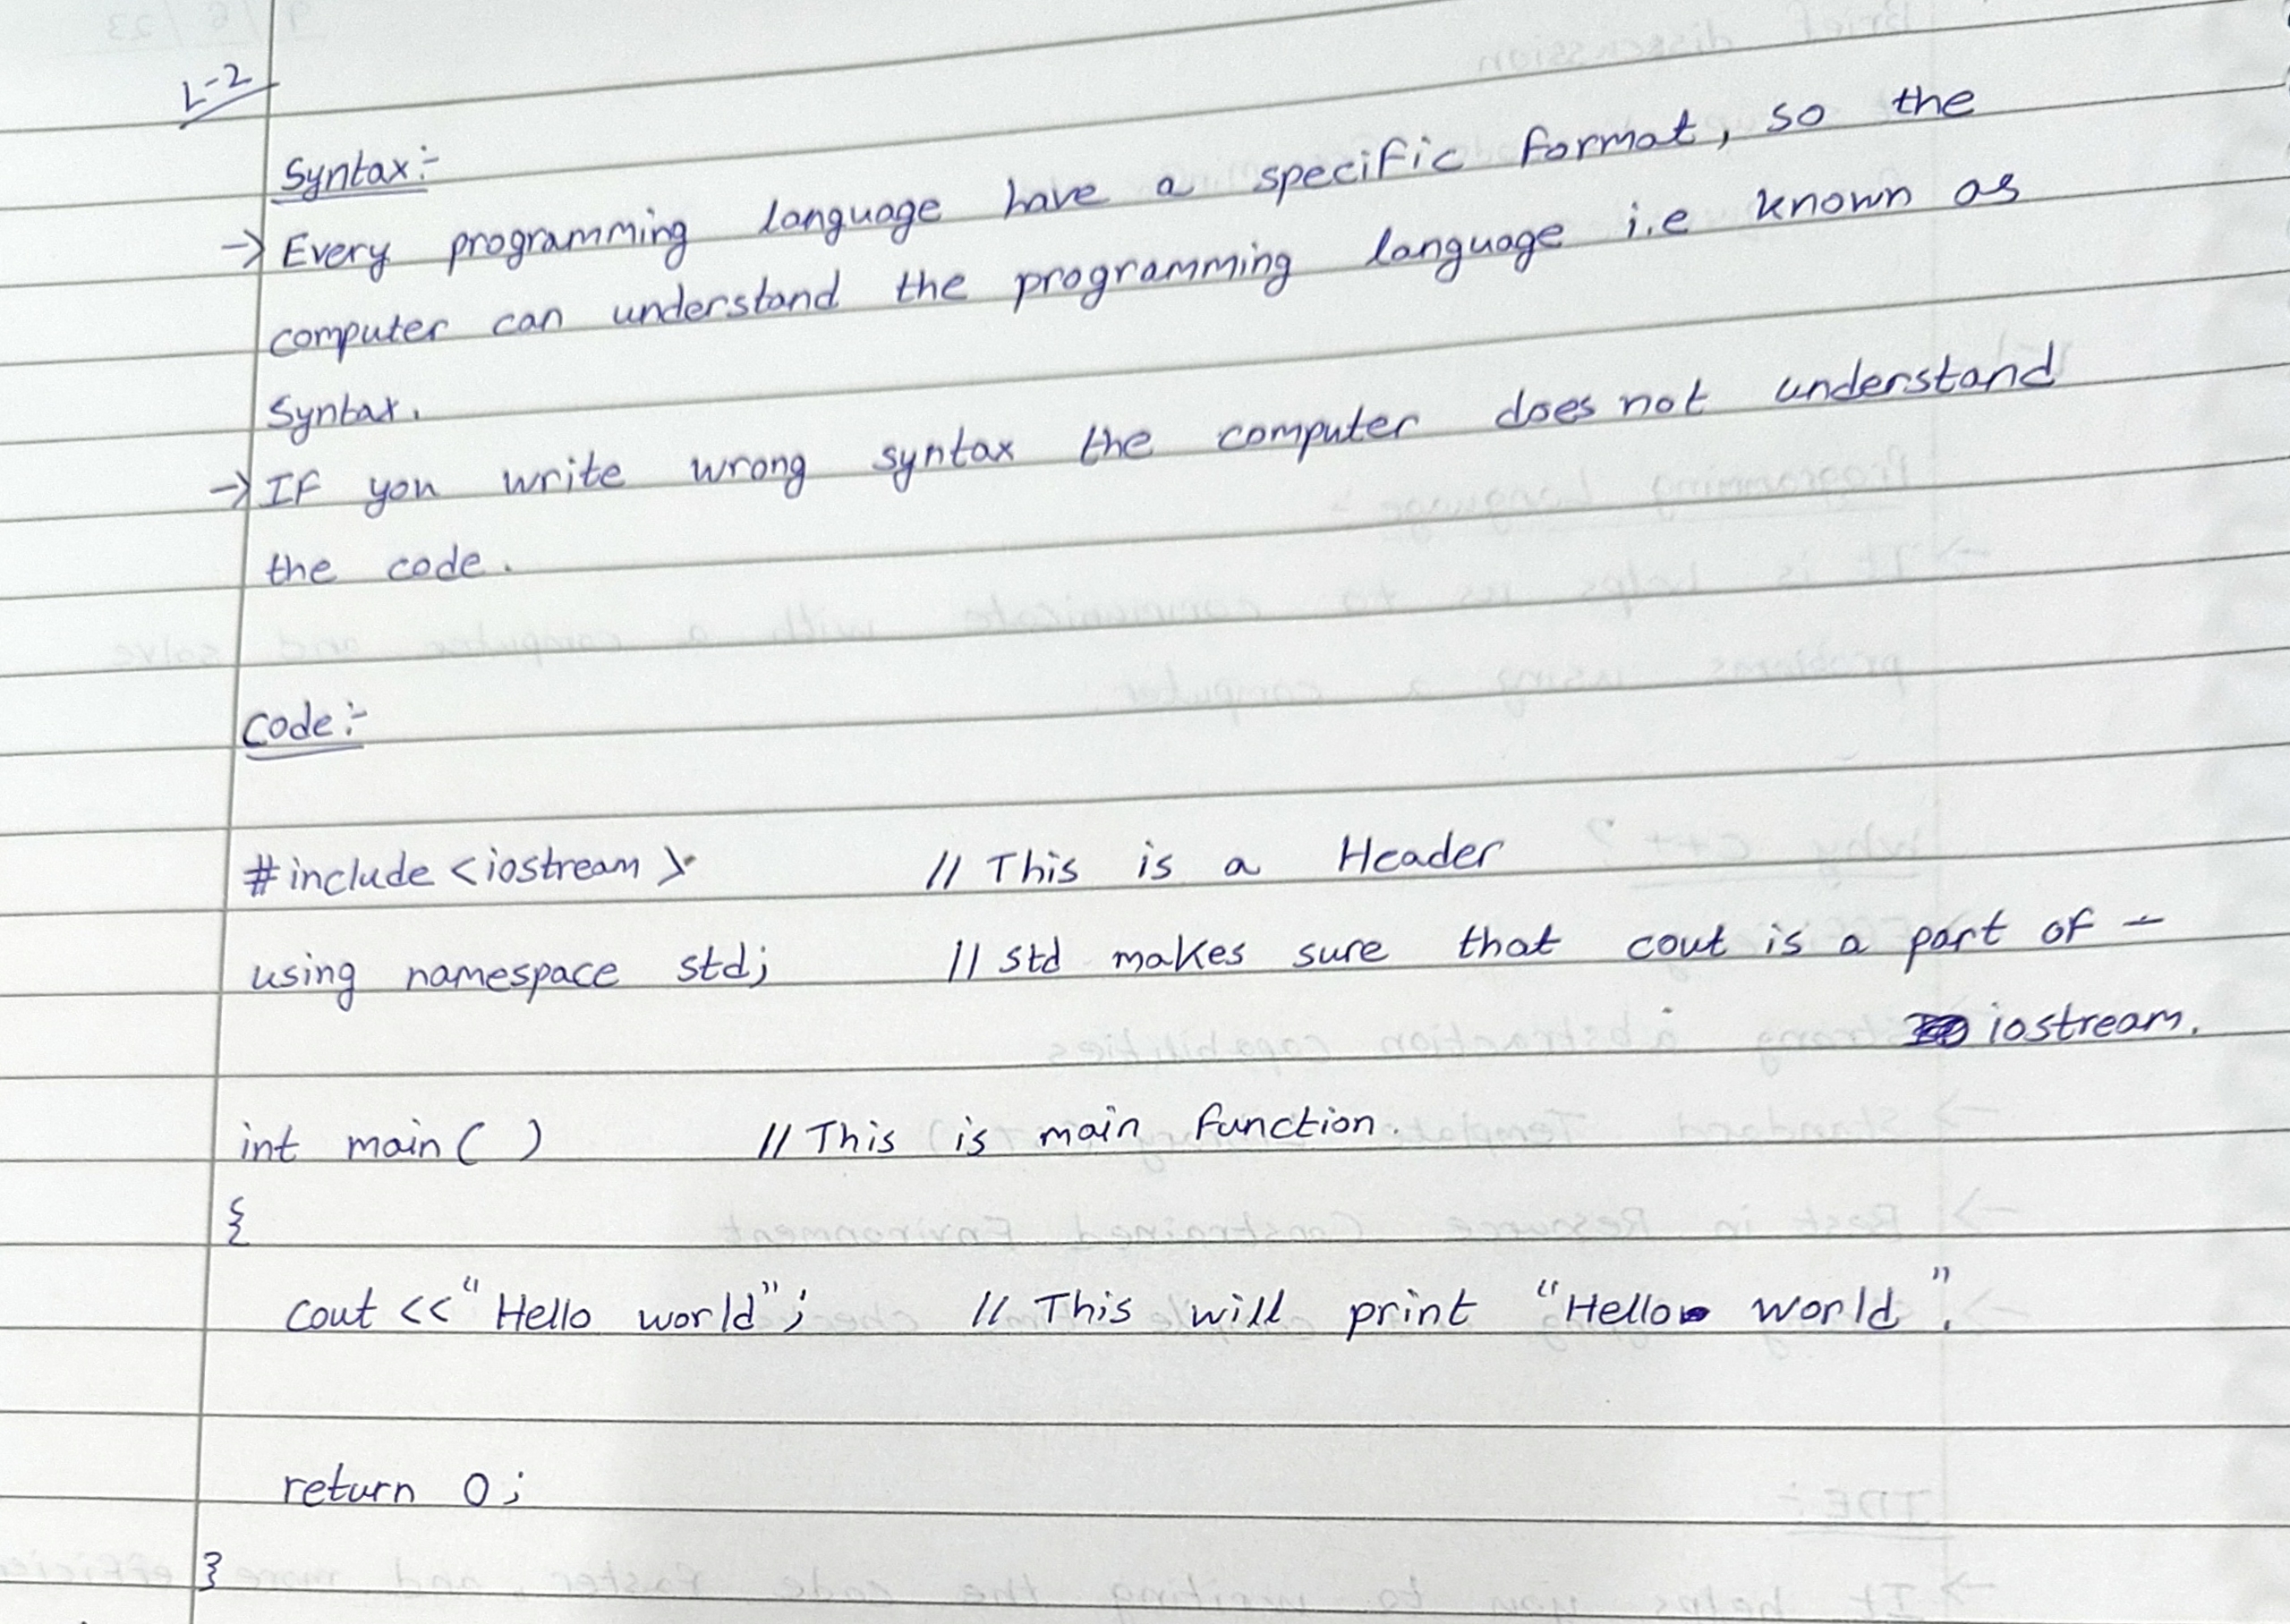 L-2
Syntax:-
→ Every programming language have a specific format, so the
computer can understand the programming language i.e known as
Syntax.
→ If you write wrong syntax the computer does not understand
the code.
Code:-
#include <iostream> // This is a Header
using namespace std; // std makes sure that cout is a part of -
iostream.
int main( ) // This is main function.
{
cout << "Hello world"; // This will print "Hello world".
return 0;
}